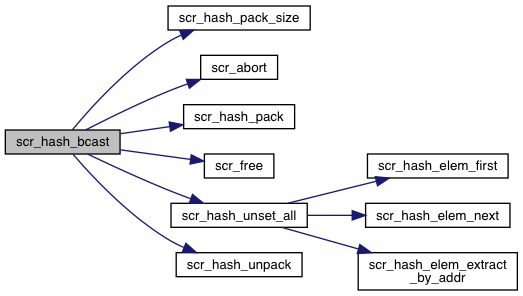 scr_hash_pack_size
scr_abort
scr_hash_pack
scr_hash_bcast
scr_free
scr_hash_elem_first
scr_hash_unset_all
scr_hash_elem_next
scr_hash_unpack
scr_hash_elem_extract
_by_addr